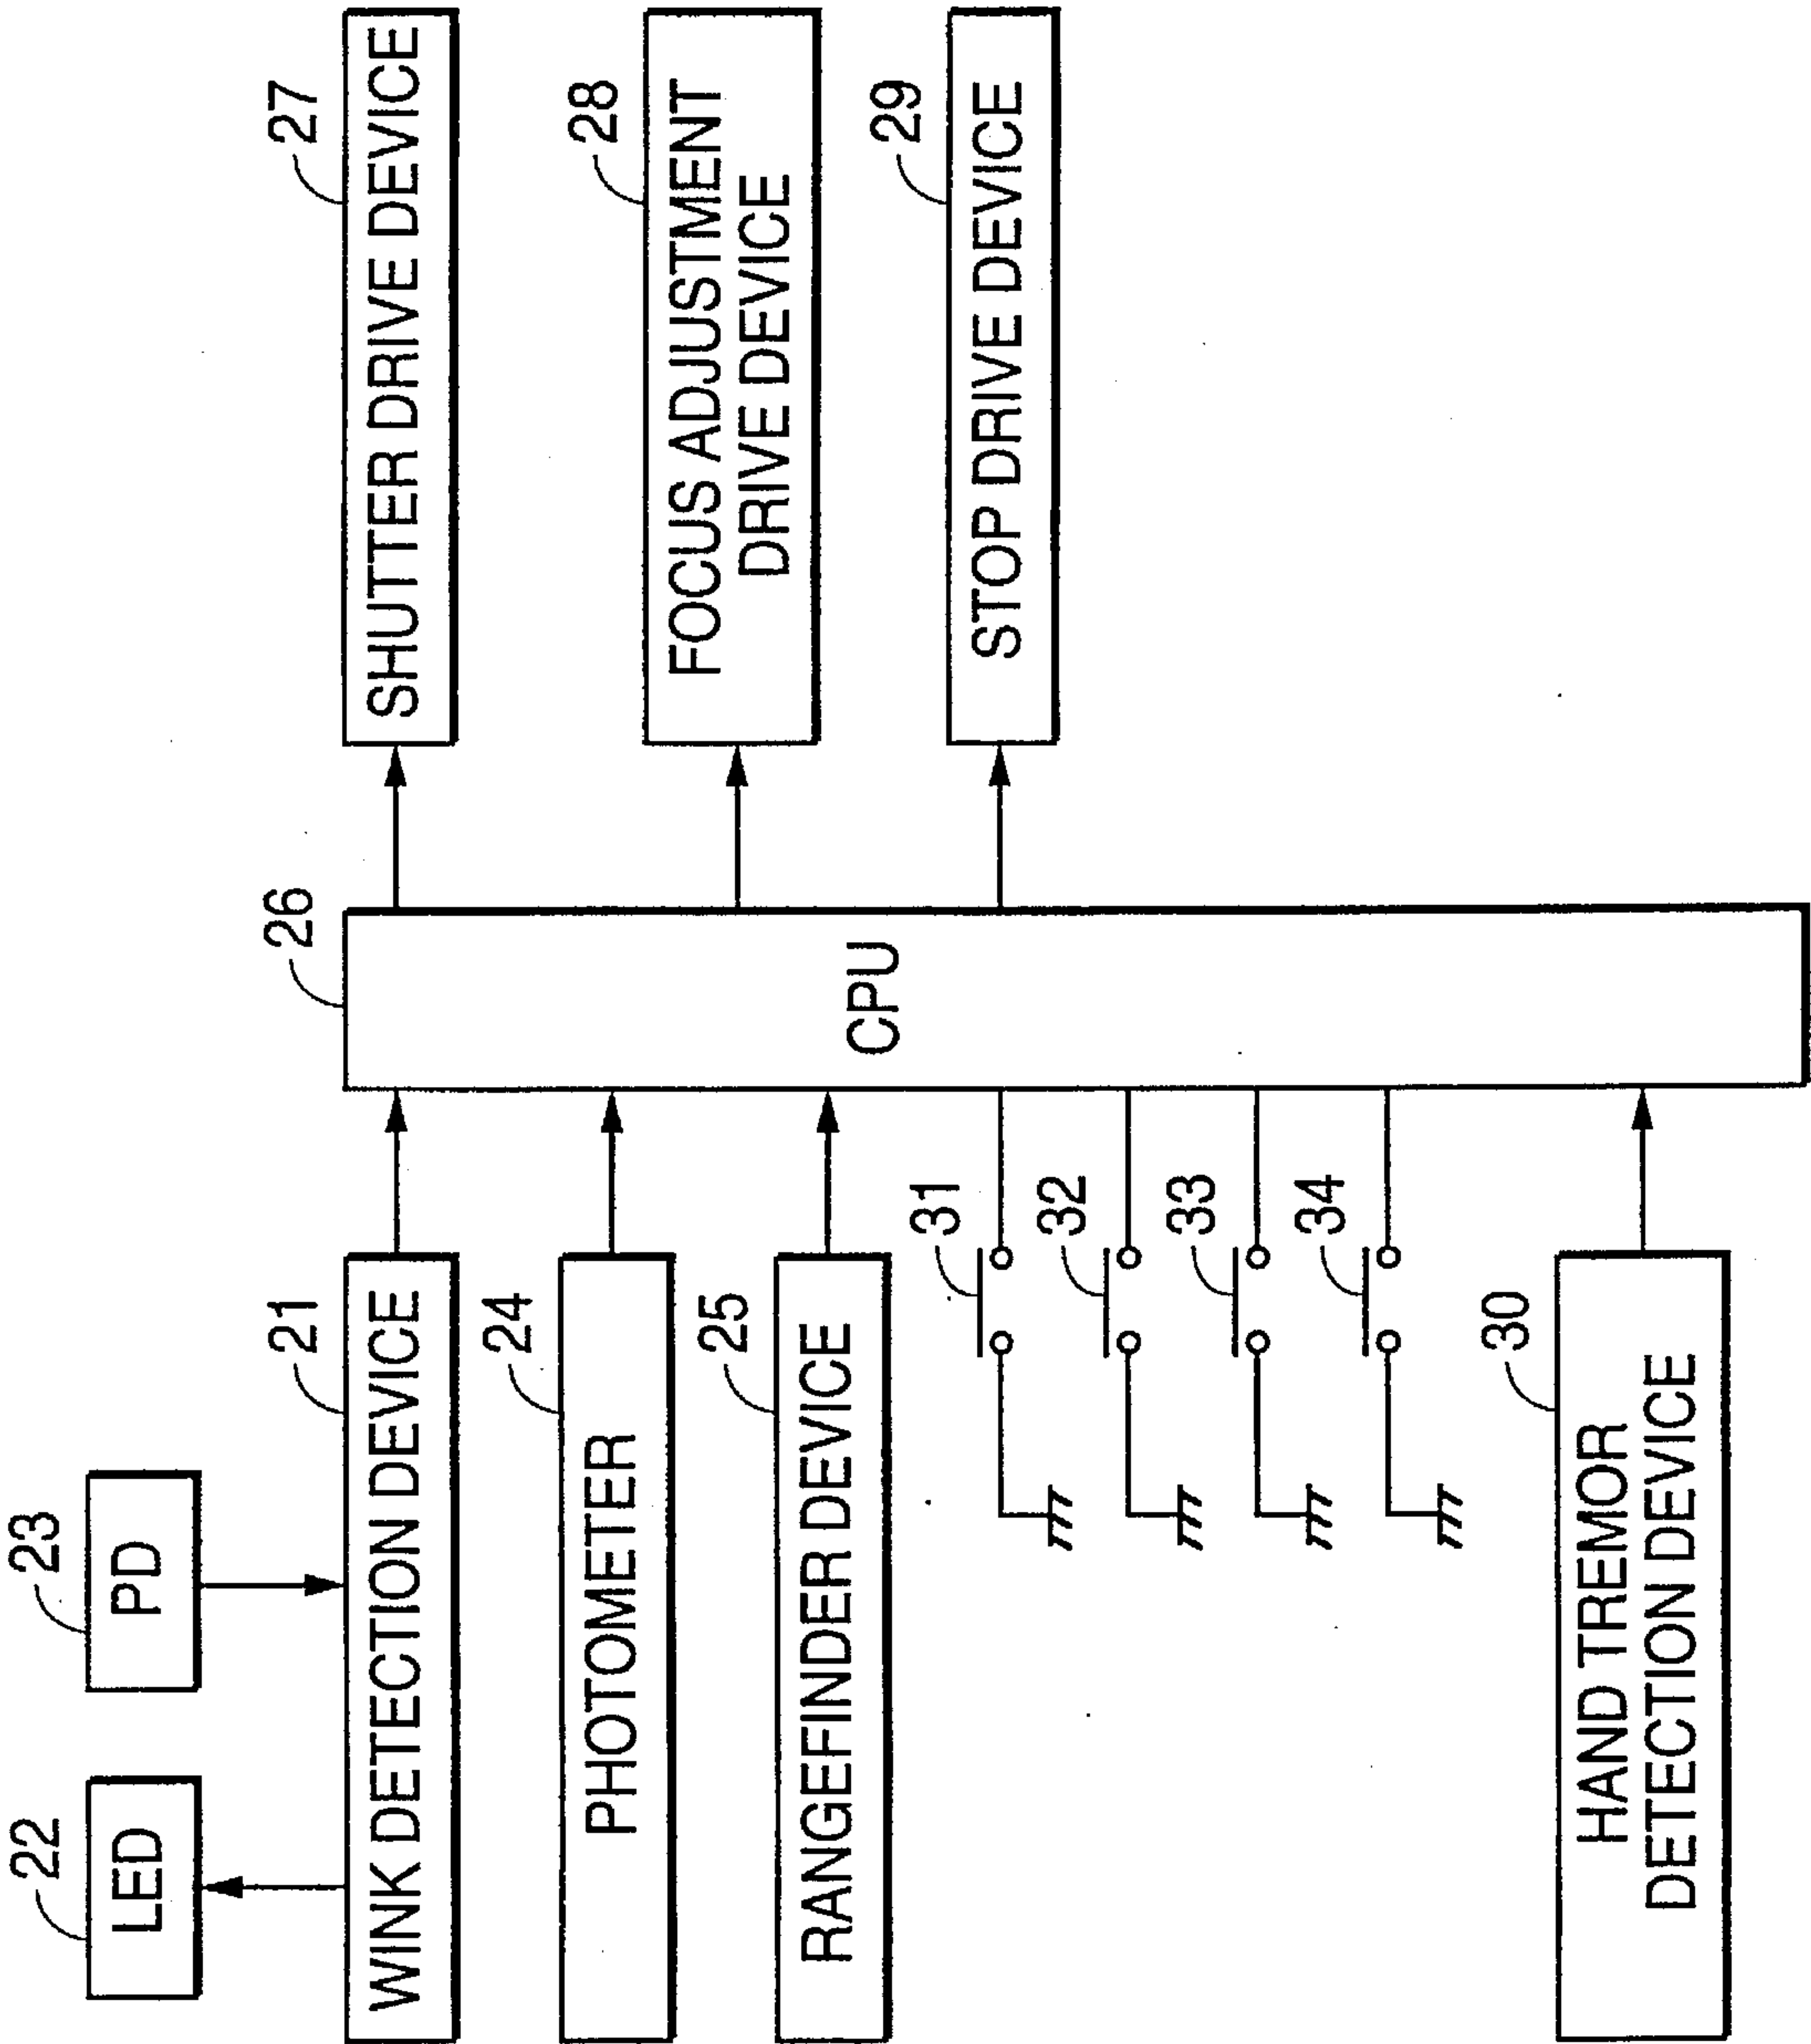 22
LED
23
PD
21
WINK DETECTION DEVICE
24
PHOTOMETER
25
RANGEFINDER DEVICE
31
32
33
34
30
HAND TREMOR
DETECTION DEVICE
26
CPU
27
SHUTTER DRIVE DEVICE
28
FOCUS ADJUSTMENT
DRIVE DEVICE
29
STOP DRIVE DEVICE